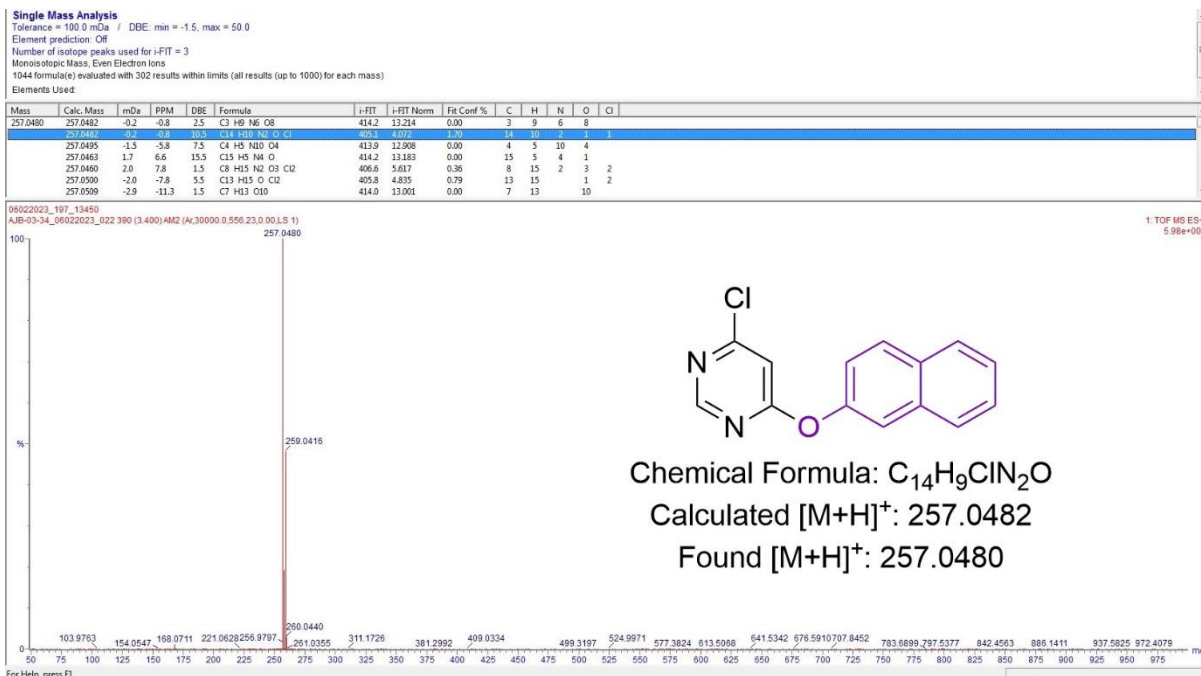 Single Mass Analysis
Tolerance = 100.0 mDa / DBE: min = -1.5, max = 50.0
Element prediction: Off
Number of isotope peaks used for i-FIT = 3
Monoisotopic Mass, Even Electron Ions
1044 formula(e) evaluated with 302 results within limits (all results (up to 1000) for each mass)
Elements Used:
Mass Calc. Mass mDa PPM DBE Formula i-FIT i-FIT Norm Fit Conf % C H N O Cl
257.0480 257.0482 -0.2 -0.8 2.5 C3 H9 N6 O8 414.2 13.214 0.00 3 9 6 8
257.0482 -0.2 -0.8 10.5 C14 H10 N2 O Cl 405.1 4.072 1.70 14 10 2 1 1
257.0495 -1.5 -5.8 7.5 C4 H5 N10 O4 413.9 12.908 0.00 4 5 10 4
257.0463 1.7 6.6 15.5 C15 H5 N4 O 414.2 13.183 0.00 15 5 4 1
257.0460 2.0 7.8 1.5 C8 H15 N2 O3 Cl2 406.6 5.617 0.36 8 15 2 3 2
257.0500 -2.0 -7.8 5.5 C13 H15 O Cl2 405.8 4.835 0.79 13 15 1 2
257.0509 -2.9 -11.3 1.5 C7 H13 O10 414.0 13.001 0.00 7 13 10
06022023_197_13450
AJB-03-34_06022023_022 390 (3.400) AM2 (Ar,30000.0,556.23,0.00,LS 1)
1: TOF MS ES+
5.98e+00
257.0480
100
%
0
259.0416
Cl
N
N
O
Chemical Formula: C₁₄H₉ClN₂O
Calculated [M+H]⁺: 257.0482
Found [M+H]⁺: 257.0480
260.0440
103.9763 154.0547 168.0711 221.0628 256.9797 261.0355 311.1726 381.2992 409.0334 499.3197 524.9971 577.3824 613.5068 641.5342 676.5910 707.8452 783.6899 797.5377 842.4563 886.1411 937.5825 972.4079
50 75 100 125 150 175 200 225 250 275 300 325 350 375 400 425 450 475 500 525 550 575 600 625 650 675 700 725 750 775 800 825 850 875 900 925 950 975
For Help, press F1